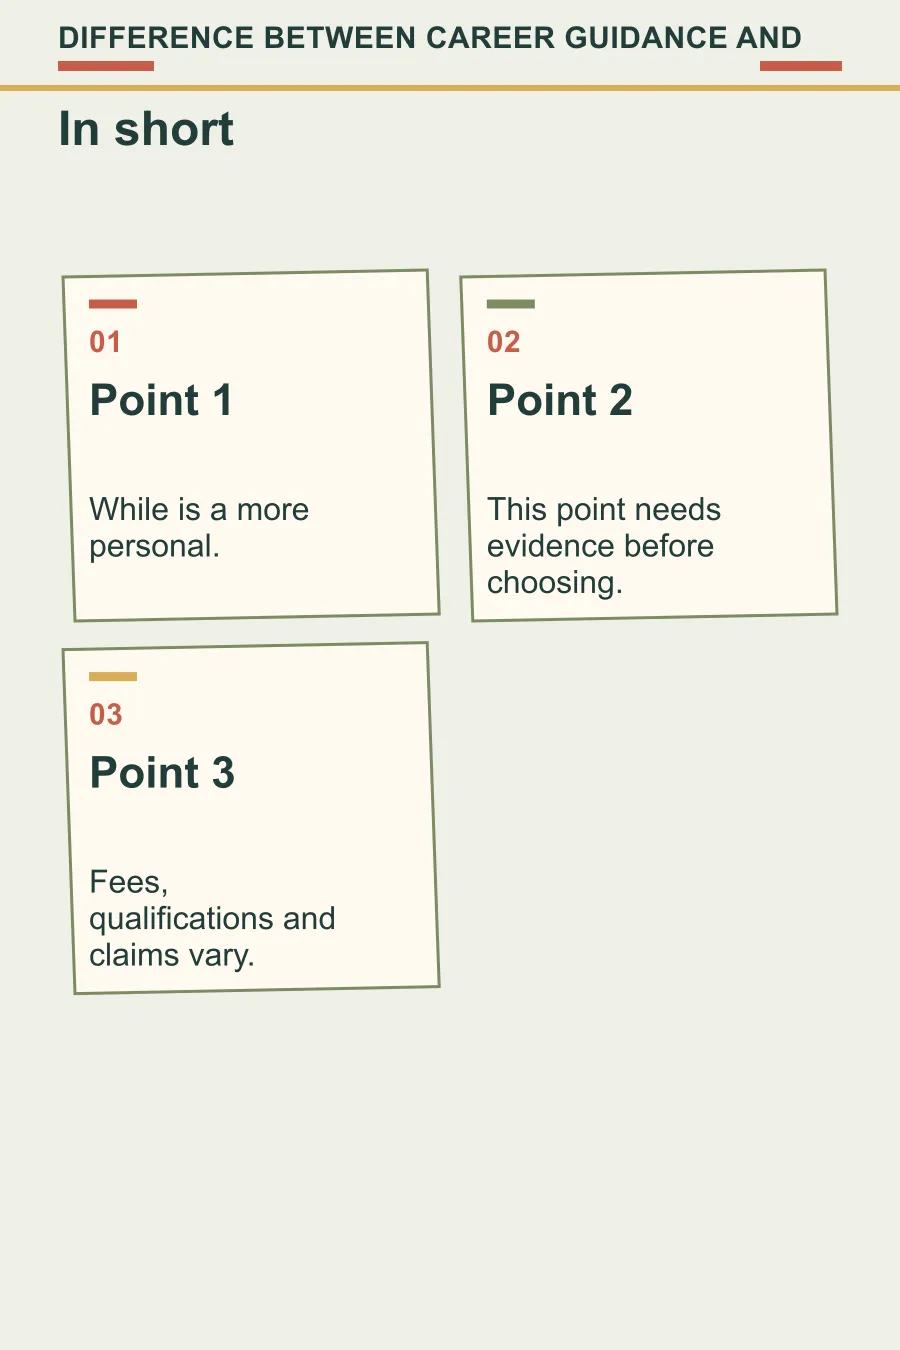 DIFFERENCE BETWEEN CAREER GUIDANCE AND
In short
01
Point 1
While is a more
personal.
02
Point 2
This point needs
evidence before
choosing.
03
Point 3
Fees,
qualifications and
claims vary.